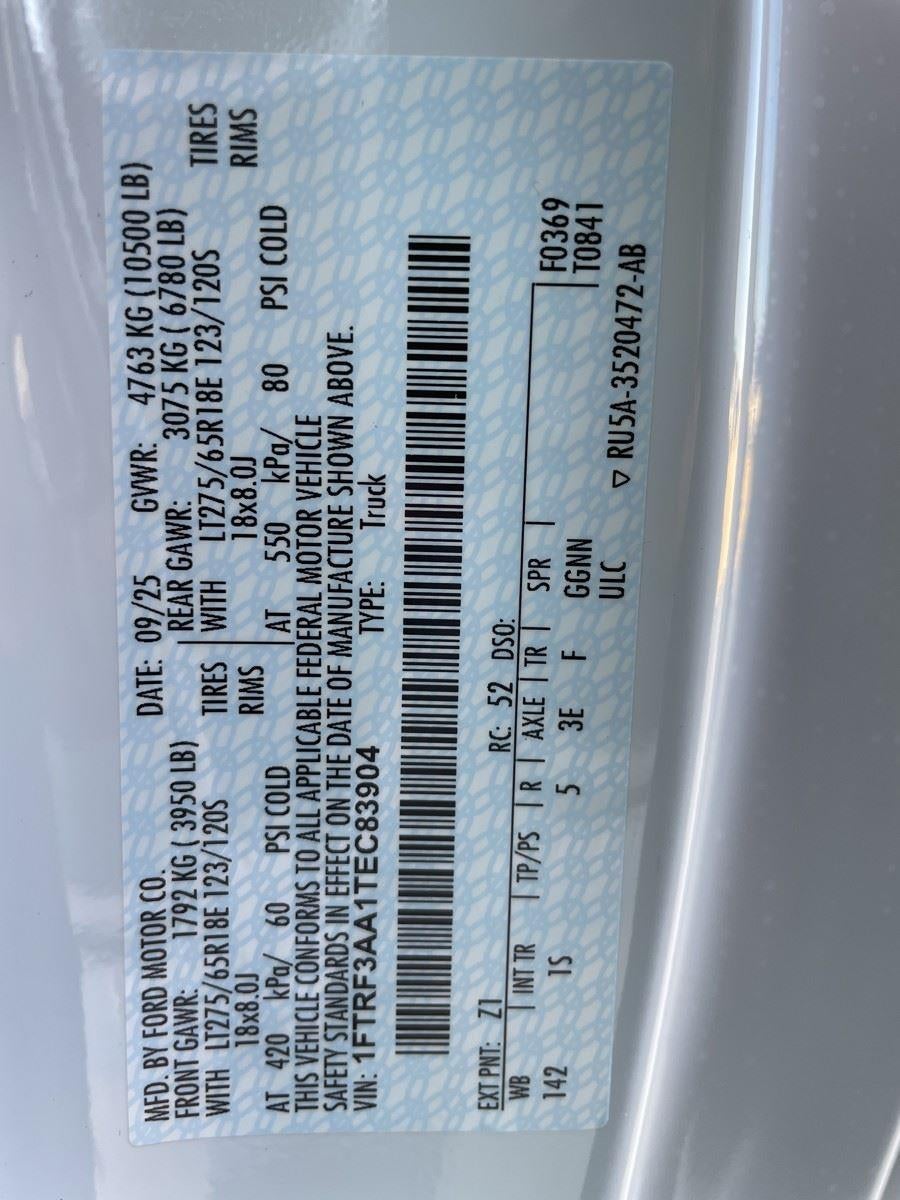 MFD. BY FORD MOTOR CO. DATE: 09/25 GVWR: 4763 KG (10500 LB)
FRONT GAWR: 1792 KG ( 3950 LB) REAR GAWR: 3075 KG ( 6780 LB)
WITH LT275/65R18E 123/120S TIRES WITH LT275/65R18E 123/120S TIRES
18x8.0J RIMS 18x8.0J RIMS
AT 420 kPa/ 60 PSI COLD AT 550 kPa/ 80 PSI COLD
THIS VEHICLE CONFORMS TO ALL APPLICABLE FEDERAL MOTOR VEHICLE
SAFETY STANDARDS IN EFFECT ON THE DATE OF MANUFACTURE SHOWN ABOVE.
VIN: 1FTRF3AA1TEC83904 TYPE: Truck
EXT PNT: Z1 RC: 52 DSO:
WB INT TR TP/PS R AXLE TR SPR F0369
142 1S 5 3E F GGNN T0841
ULC ▽ RU5A-3520472-AB